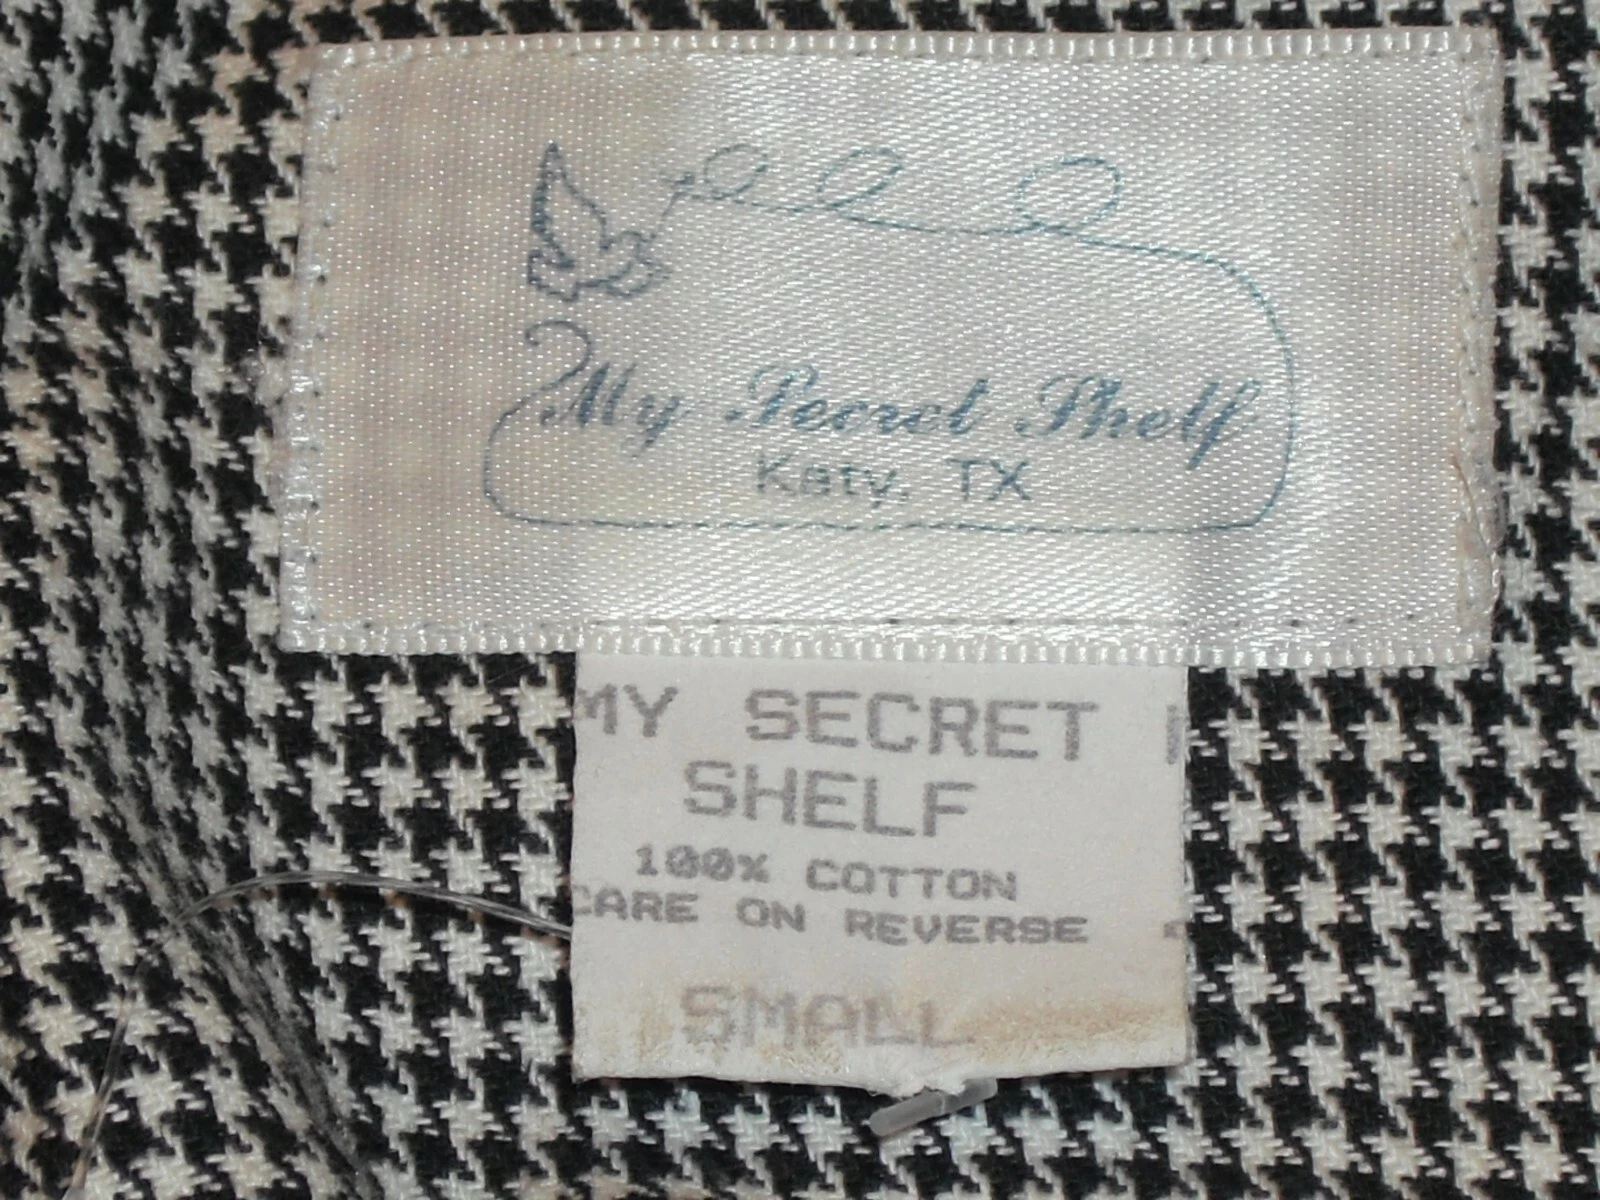 My Secret Shelf
Katy, TX
MY SECRET
SHELF
100% COTTON
CARE ON REVERSE
SMALL